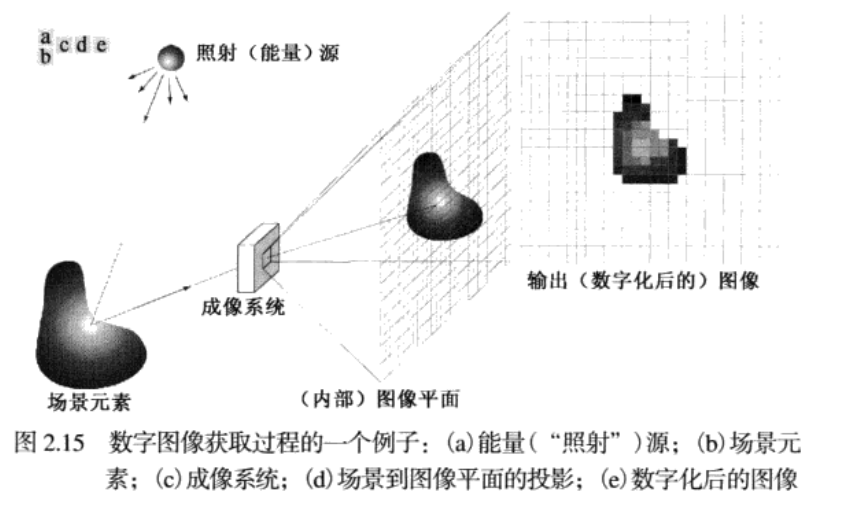 a
b c d e
照射（能量）源
成像系统
输出（数字化后的）图像
场景元素
（内部）图像平面
图 2.15 数字图像获取过程的一个例子：(a)能量(“照射”)源；(b)场景元
素；(c)成像系统；(d)场景到图像平面的投影；(e)数字化后的图像